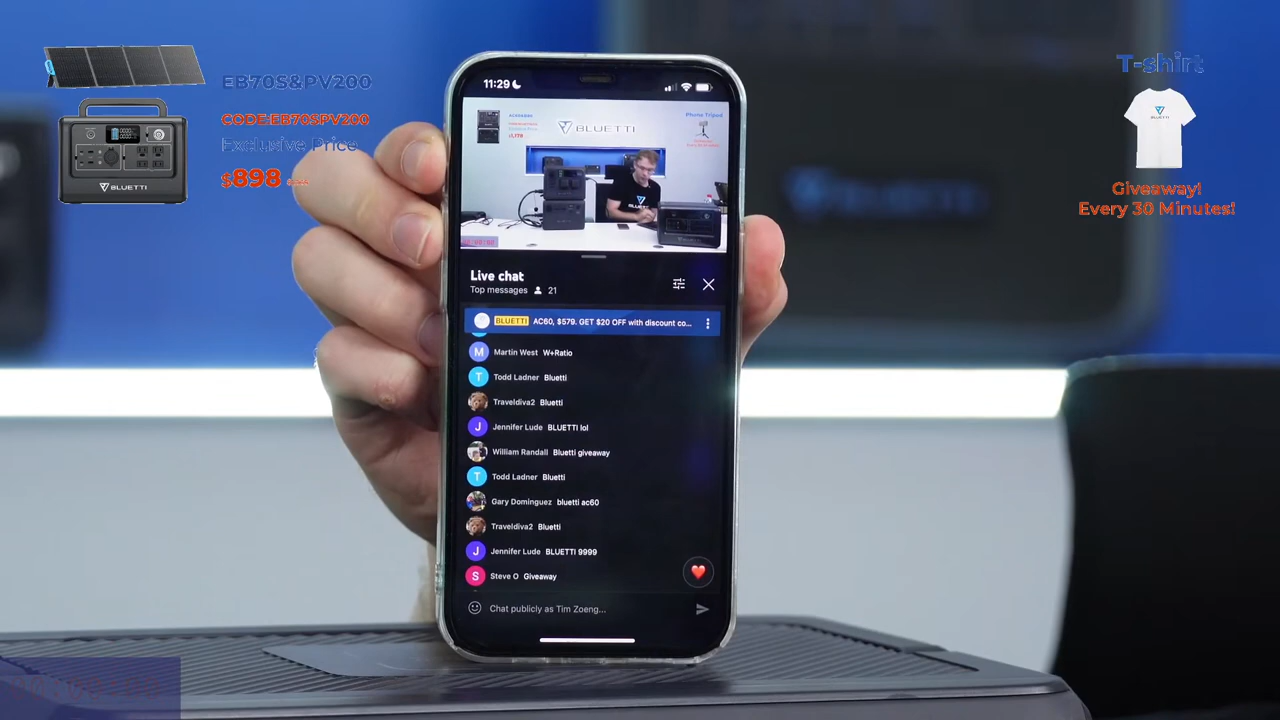 EB70S&PV200
CODE:EB70SPV200
Exclusive Price
$898
BLUETTI
T-shirt
Giveaway!
Every 30 Minutes!
11:29
BLUETTI
Phone Tripod
Live chat
Top messages 21
BLUETTI AC60, $579. GET $20 OFF with discount co...
M Martin West W+Ratio
T Todd Ladner Bluetti
Traveldiva2 Bluetti
J Jennifer Lude BLUETTI lol
William Randall Bluetti giveaway
T Todd Ladner Bluetti
Gary Dominguez bluetti ac60
Traveldiva2 Bluetti
J Jennifer Lude BLUETTI 9999
S Steve O Giveaway
Chat publicly as Tim Zoeng...